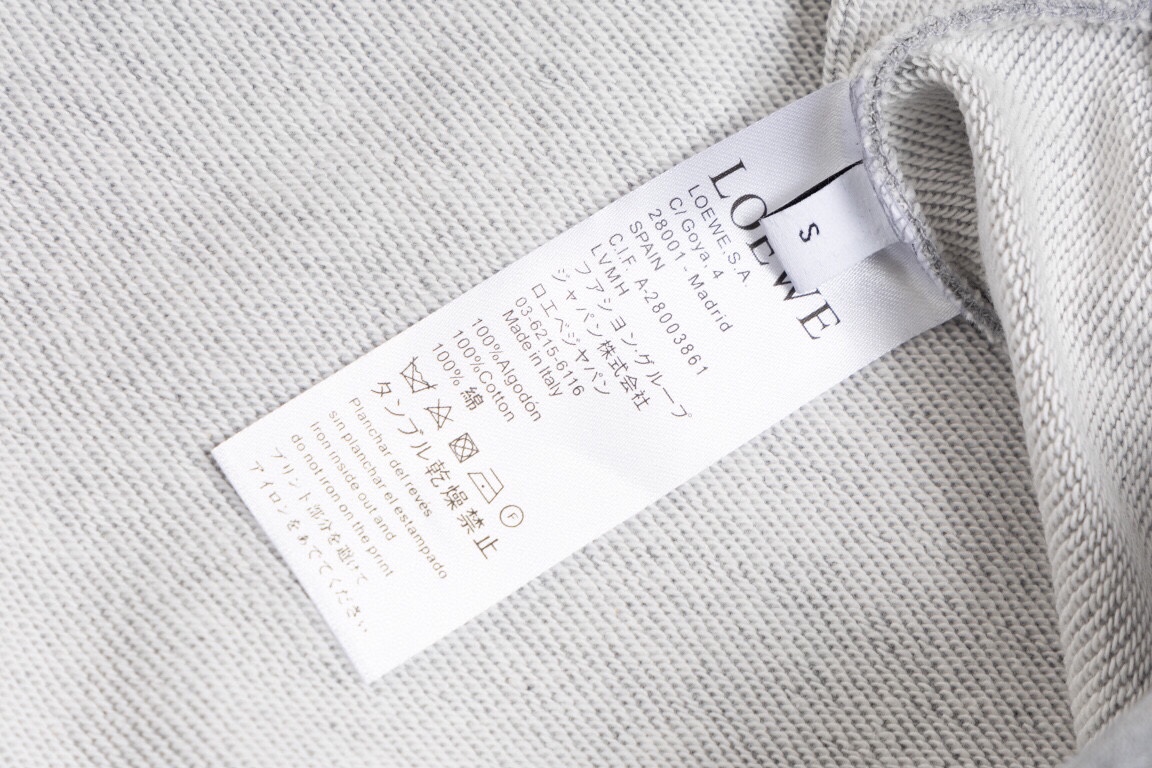 LOEWE
S
LOEWE.S.A.
C/Goya, 4
28001 - Madrid
SPAIN
C.I.F. A-28003861
LVMH
ファション・グループ
ジャパン株式会社
ロエベジャパン
03-6215-6116
Made in Italy
100%Algodón
100%Cotton
100% 綿
F
タンブル乾燥禁止
Planchar del revés
sin planchar el estampado
iron inside out and
do not iron on the print
プリント部分を避けて
アイロンをあててください